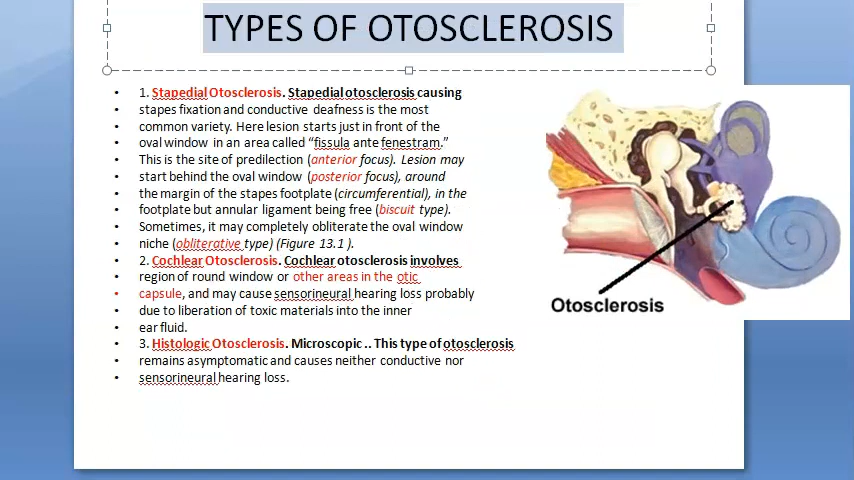 TYPES OF OTOSCLEROSIS
• 1. Stapedial Otosclerosis. Stapedial otosclerosis causing
• stapes fixation and conductive deafness is the most
• common variety. Here lesion starts just in front of the
• oval window in an area called “fissula ante fenestram.”
• This is the site of predilection (anterior focus). Lesion may
• start behind the oval window (posterior focus), around
• the margin of the stapes footplate (circumferential), in the
• footplate but annular ligament being free (biscuit type).
• Sometimes, it may completely obliterate the oval window
• niche (obliterative type) (Figure 13.1 ).
• 2. Cochlear Otosclerosis. Cochlear otosclerosis involves
• region of round window or other areas in the otic
• capsule, and may cause sensorineural hearing loss probably
• due to liberation of toxic materials into the inner
• ear fluid.
• 3. Histologic Otosclerosis. Microscopic .. This type of otosclerosis
• remains asymptomatic and causes neither conductive nor
• sensorineural hearing loss.
Otosclerosis